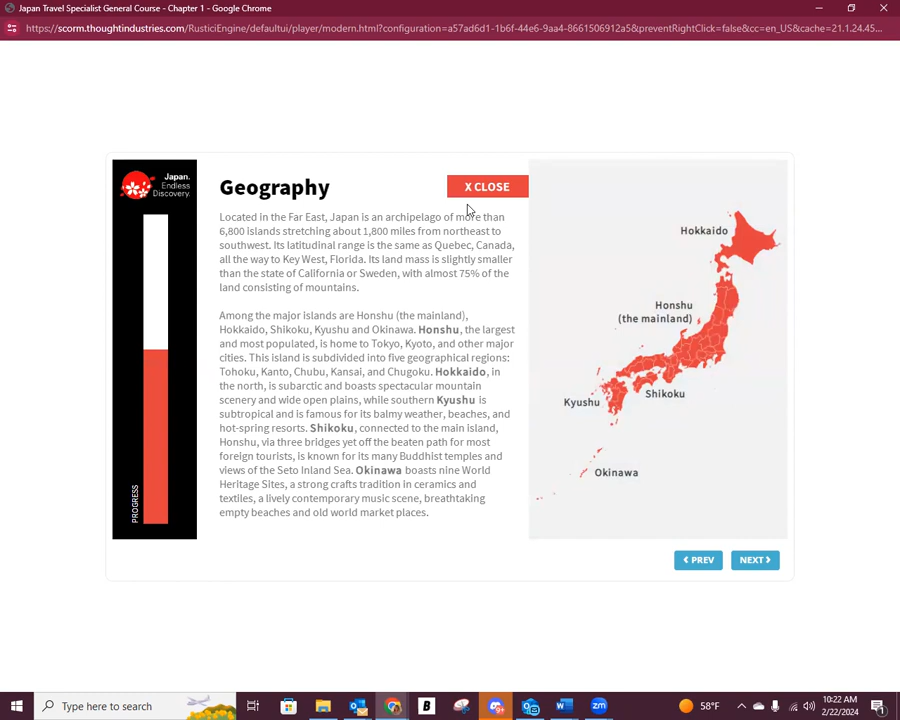 Japan Travel Specialist General Course - Chapter 1 - Google Chrome
scorm.thoughtindustries.com/RusticiEngine/defaultui/player/modern.html?configuration=a57ad6d1-1b6f-44e6-9aa4-8661506912a5&preventRightClick=false&cc=en_US&cache=21.1.24.45...
Japan.
Endless
Discovery.
PROGRESS
Geography
X CLOSE
Located in the Far East, Japan is an archipelago of more than
6,800 islands stretching about 1,800 miles from northeast to
southwest. Its latitudinal range is the same as Quebec, Canada,
all the way to Key West, Florida. Its land mass is slightly smaller
than the state of California or Sweden, with almost 75% of the
land consisting of mountains.
Among the major islands are Honshu (the mainland),
Hokkaido, Shikoku, Kyushu and Okinawa. Honshu, the largest
and most populated, is home to Tokyo, Kyoto, and other major
cities. This island is subdivided into five geographical regions:
Tohoku, Kanto, Chubu, Kansai, and Chugoku. Hokkaido, in
the north, is subarctic and boasts spectacular mountain
scenery and wide open plains, while southern Kyushu is
subtropical and is famous for its balmy weather, beaches, and
hot-spring resorts. Shikoku, connected to the main island,
Honshu, via three bridges yet off the beaten path for most
foreign tourists, is known for its many Buddhist temples and
views of the Seto Inland Sea. Okinawa boasts nine World
Heritage Sites, a strong crafts tradition in ceramics and
textiles, a lively contemporary music scene, breathtaking
empty beaches and old world market places.
Hokkaido
Honshu
(the mainland)
Shikoku
Kyushu
Okinawa
PREV
NEXT
Type here to search
B
58°F
10:22 AM
2/22/2024
1